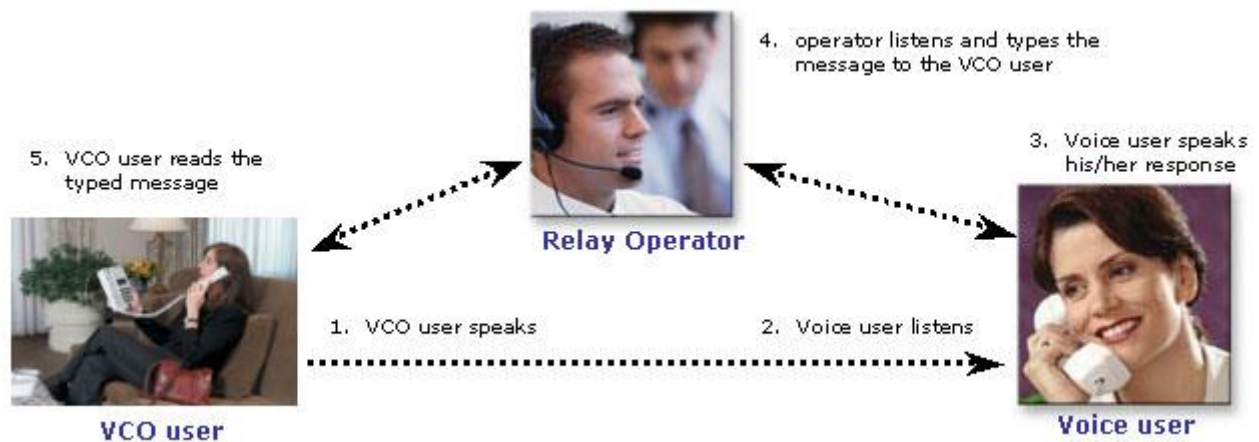 4. operator listens and types the
message to the VCO user
5. VCO user reads the
typed message
3. Voice user speaks
his/her response
Relay Operator
1. VCO user speaks
2. Voice user listens
VCO user
Voice user